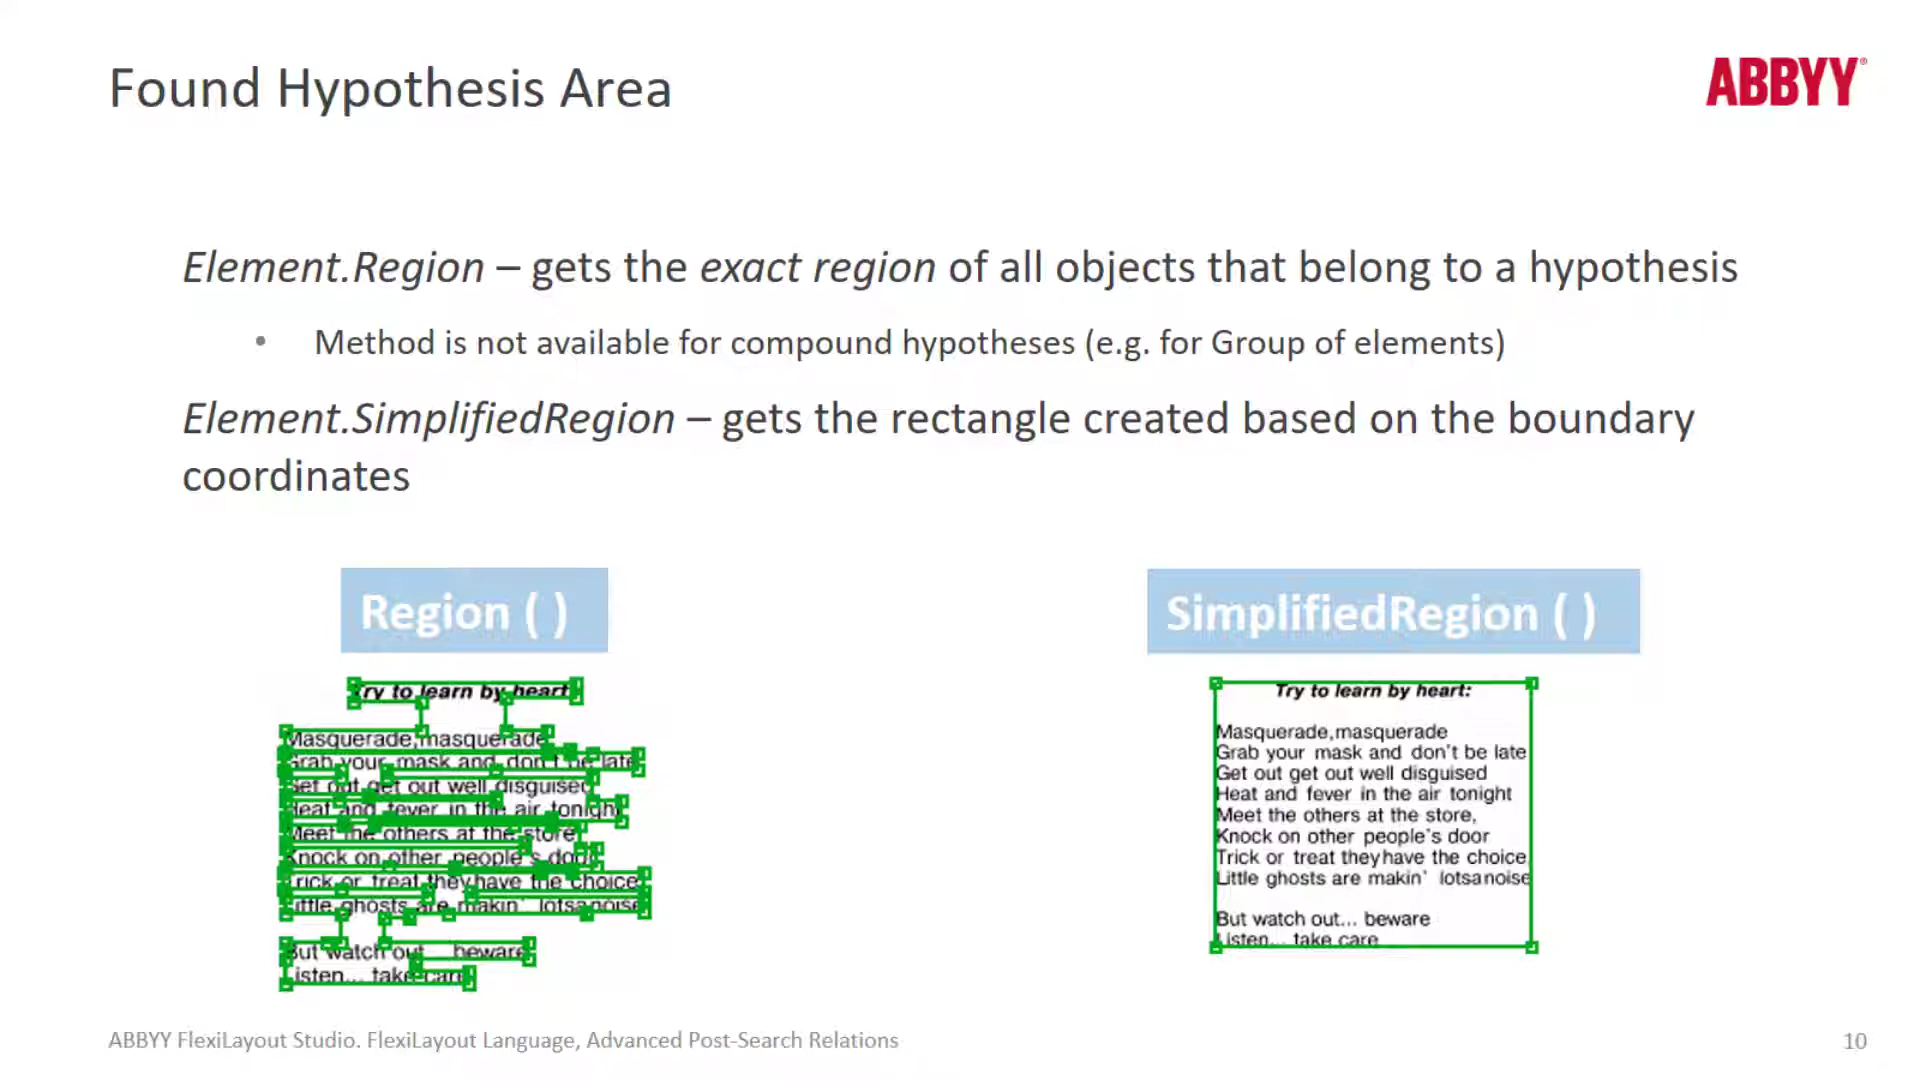 Found Hypothesis Area
ABBYY®
Element.Region – gets the exact region of all objects that belong to a hypothesis
• Method is not available for compound hypotheses (e.g. for Group of elements)
Element.SimplifiedRegion – gets the rectangle created based on the boundary
coordinates
Region ( )
Try to learn by heart:
Masquerade,masquerade
Grab your mask and don't be late
Get out get out well disguised
Heat and fever in the air tonight
Meet the others at the store,
Knock on other people's door
Trick or treat they have the choice
Little ghosts are makin' lotsa noise
But watch out... beware
Listen... take care
SimplifiedRegion ( )
Try to learn by heart:
Masquerade,masquerade
Grab your mask and don't be late
Get out get out well disguised
Heat and fever in the air tonight
Meet the others at the store,
Knock on other people's door
Trick or treat they have the choice
Little ghosts are makin' lotsa noise
But watch out... beware
Listen... take care
ABBYY FlexiLayout Studio. FlexiLayout Language, Advanced Post-Search Relations
10